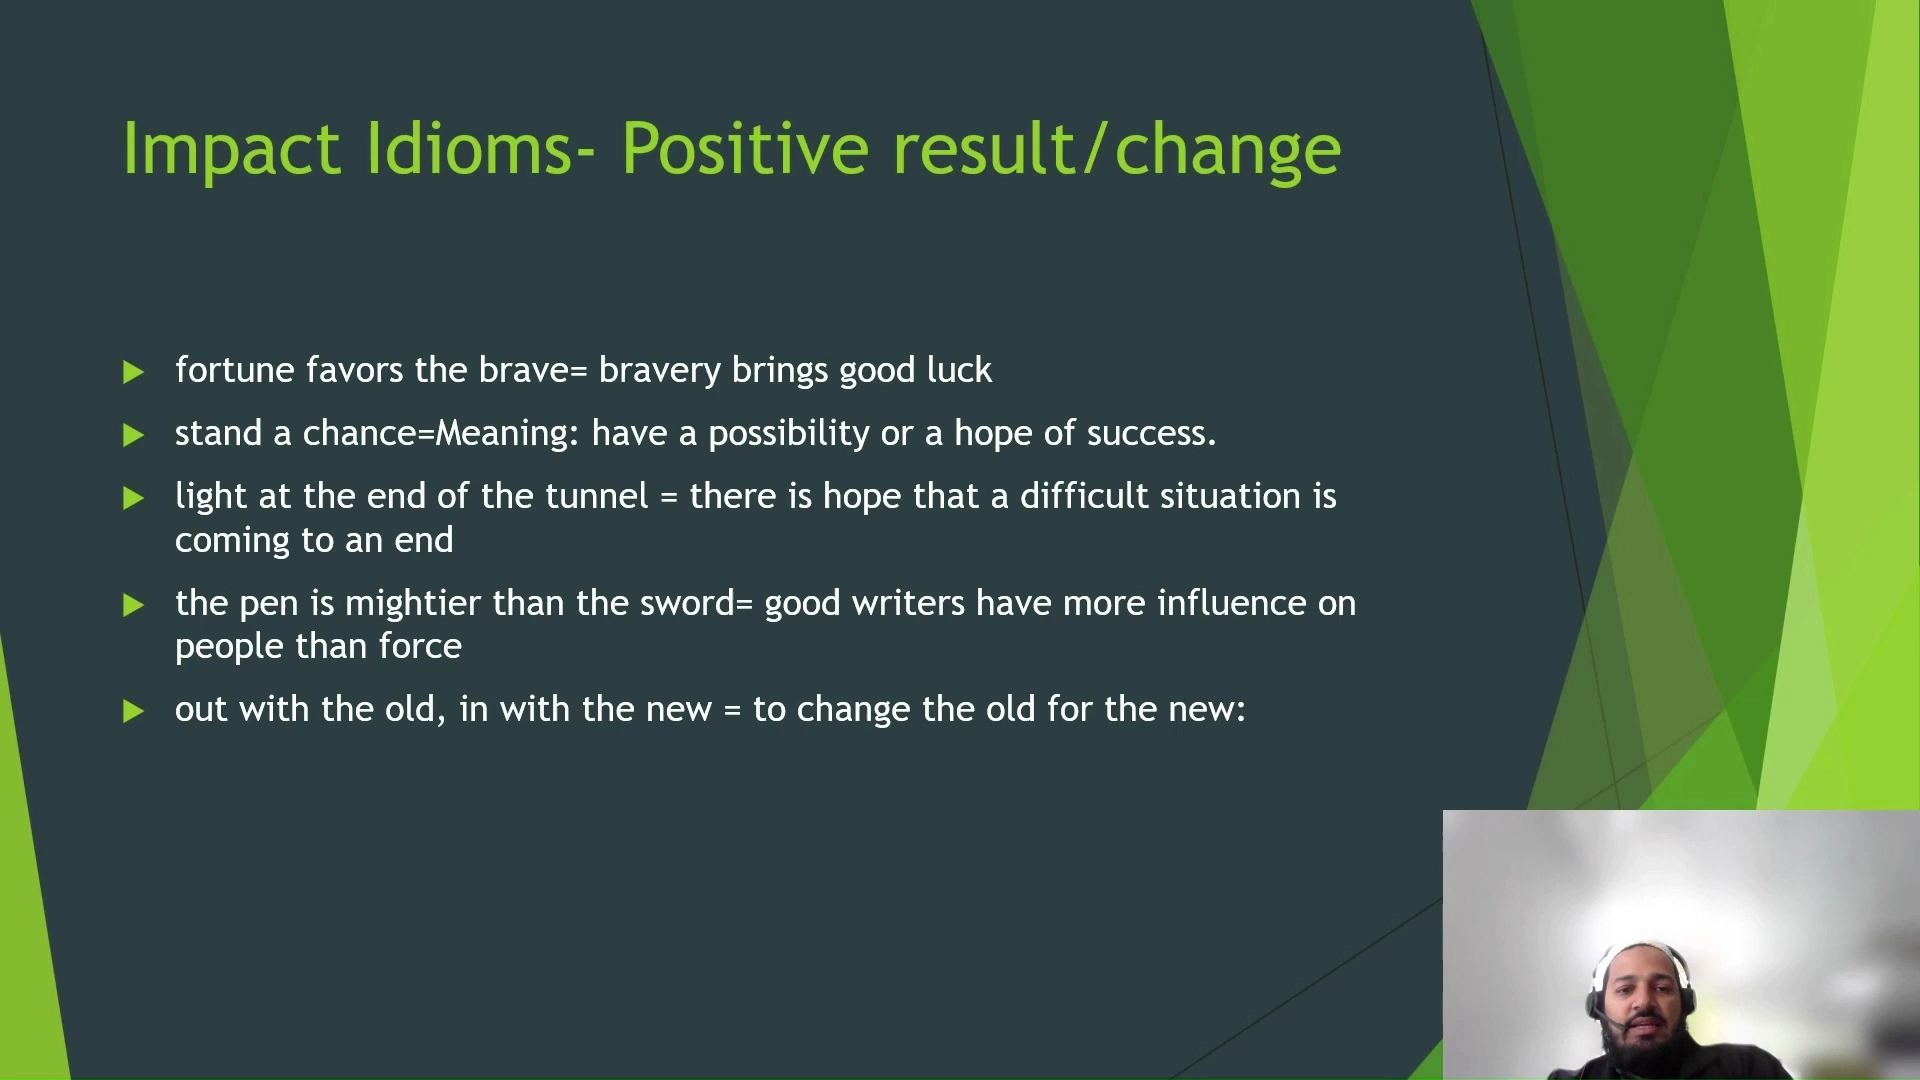 Impact Idioms- Positive result/change
fortune favors the brave= bravery brings good luck
stand a chance=Meaning: have a possibility or a hope of success.
light at the end of the tunnel = there is hope that a difficult situation is
coming to an end
the pen is mightier than the sword= good writers have more influence on
people than force
out with the old, in with the new = to change the old for the new: